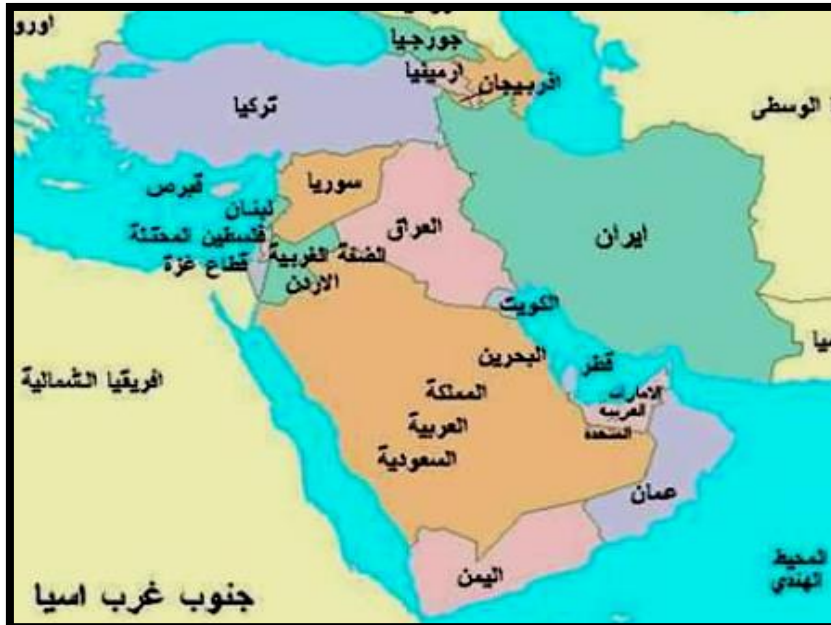 اورو
جورجيا
ارمينيا
اذربيجان
تركيا
الوسطى
قبرص
سوريا
لبنان
فلسطين المحتلة
العراق
ايران
الضفة الغربية
قطاع غزة
الاردن
الكويت
البحرين
قطر
سيا
افريقيا الشمالية
المملكة
العربية
السعودية
الامارات
العربية
المتحدة
عمان
المحيط
الهندي
اليمن
جنوب غرب اسيا